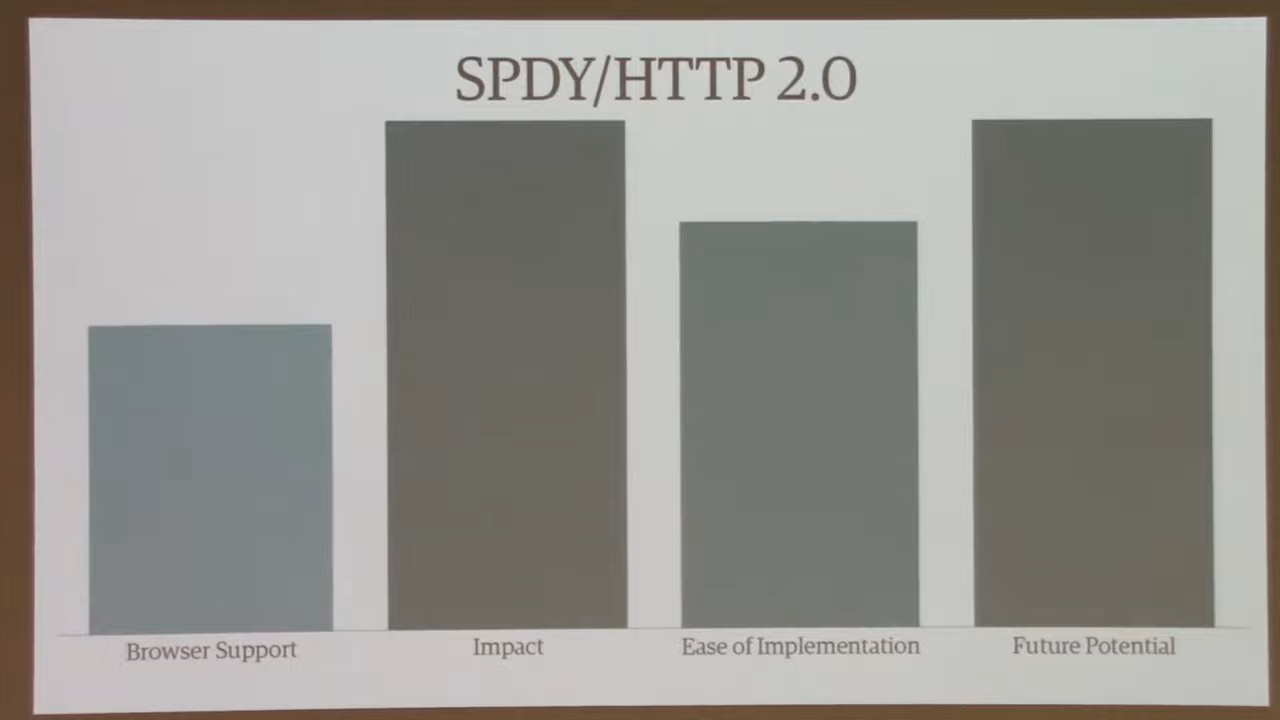 SPDY/HTTP 2.0
Browser Support
Impact
Ease of Implementation
Future Potential